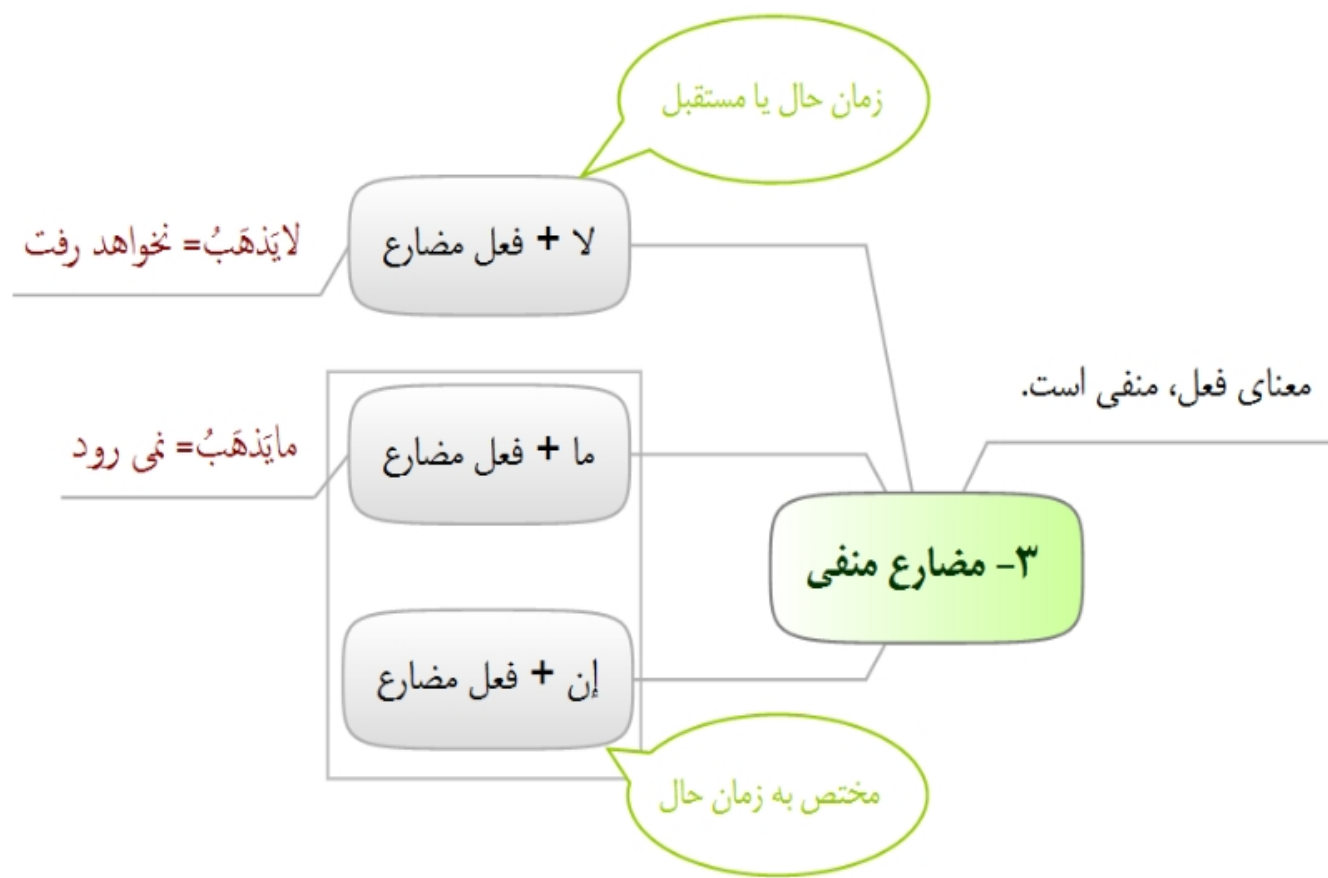 زمان حال یا مستقبل
لا + فعل مضارع
لایَذهَبُ= نخواهد رفت
معنای فعل، منفی است.
ما + فعل مضارع
مایَذهَبُ= نمی رود
۳- مضارع منفی
إن + فعل مضارع
مختص به زمان حال